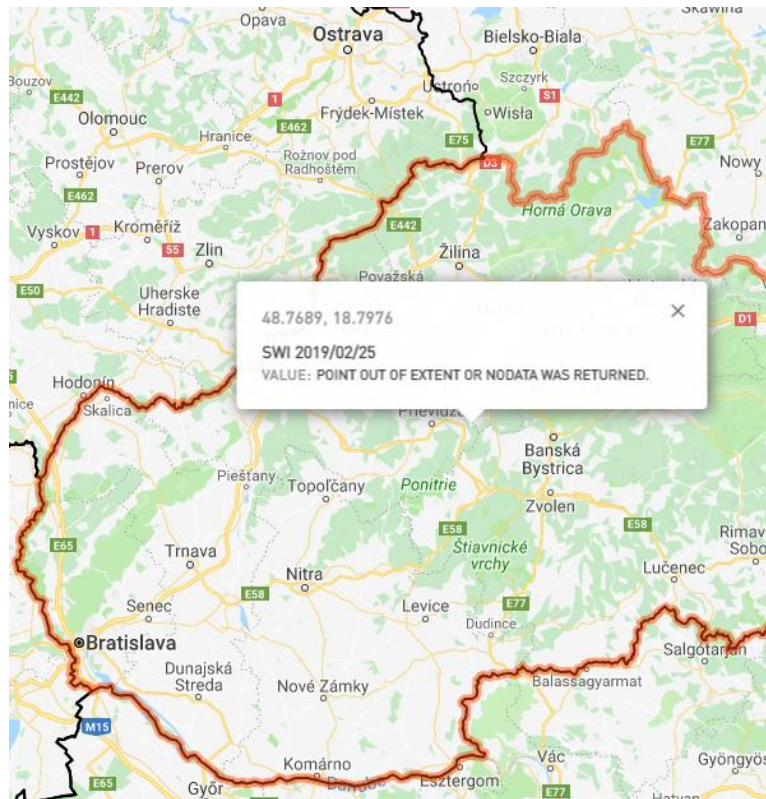 Skawina
Opava
Ostrava
Bielsko-Biala
Bouzov
E442
1
Ustroń
Szczyrk
S1
Olomouc
Frýdek-Místek
Wisła
Hranice
E462
E75
E77
Prostějov
Prerov
Rožnov pod
Radhoštěm
D3
Nowy
E462
E442
Horná Orava
Vyskov
1
Kroměříž
S5
Zlin
Žilina
Zakopan
Považská
E50
Uherske
Hradiste
48.7689, 18.7976
D1
SWI 2019/02/25
VALUE: POINT OUT OF EXTENT OR NODATA WAS RETURNED.
Hodonín
nice
Skalica
Prievidza
Banská
Bystrica
Piešťany
Topoľčany
Ponitrie
Zvolen
E58
E58
E65
Štiavnické
vrchy
Rimav
Sobo
Trnava
Nitra
Lučenec
E58
Senec
Levice
E77
Dudince
Bratislava
Salgótarján
Dunajská
Streda
Nové Zámky
Balassagyarmat
M15
Komárno
Vác
Gyöngyös
E65
Győr
Esztergom
E77
Hatvan